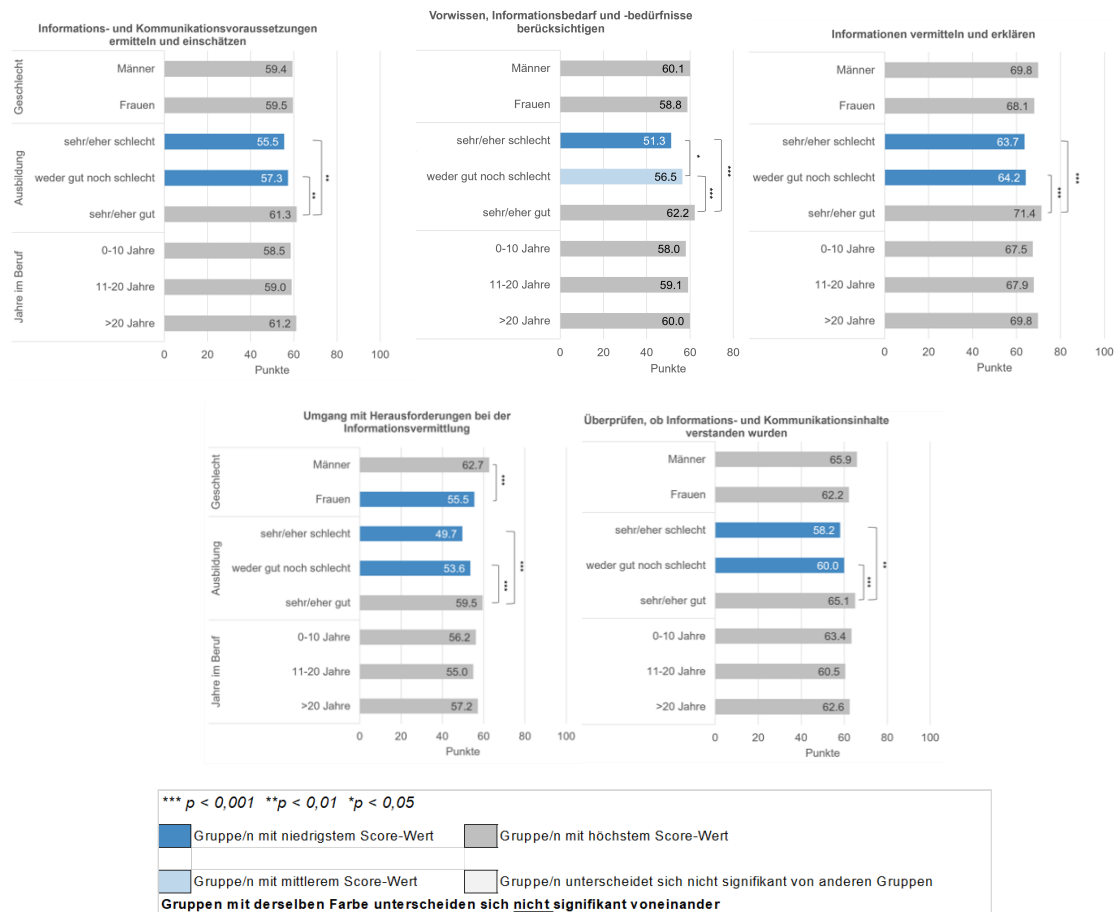 Informations- und Kommunikationsvoraussetzungen
ermitteln und einschätzen
Geschlecht
Männer 59.4
Frauen 59.5
Ausbildung
sehr/eher schlecht 55.5
weder gut noch schlecht 57.3
sehr/eher gut 61.3
** **
Jahre im Beruf
0-10 Jahre 58.5
11-20 Jahre 59.0
>20 Jahre 61.2
0 20 40 60 80 100
Punkte
Vorwissen, Informationsbedarf und -bedürfnisse
berücksichtigen
Männer 60.1
Frauen 58.8
sehr/eher schlecht 51.3
weder gut noch schlecht 56.5
sehr/eher gut 62.2
* *** ***
0-10 Jahre 58.0
11-20 Jahre 59.1
>20 Jahre 60.0
0 20 40 60 80
Punkte
Informationen vermitteln und erklären
Männer 69.8
Frauen 68.1
sehr/eher schlecht 63.7
weder gut noch schlecht 64.2
sehr/eher gut 71.4
*** ***
0-10 Jahre 67.5
11-20 Jahre 67.9
>20 Jahre 69.8
0 20 40 60 80 100
Punkte
Umgang mit Herausforderungen bei der
Informationsvermittlung
Geschlecht
Männer 62.7
Frauen 55.5
***
Ausbildung
sehr/eher schlecht 49.7
weder gut noch schlecht 53.6
sehr/eher gut 59.5
*** ***
Jahre im Beruf
0-10 Jahre 56.2
11-20 Jahre 55.0
>20 Jahre 57.2
0 20 40 60 80 100
Punkte
Überprüfen, ob Informations- und Kommunikationsinhalte
verstanden wurden
Männer 65.9
Frauen 62.2
sehr/eher schlecht 58.2
weder gut noch schlecht 60.0
sehr/eher gut 65.1
*** **
0-10 Jahre 63.4
11-20 Jahre 60.5
>20 Jahre 62.6
0 20 40 60 80 100
Punkte
*** p < 0,001 **p < 0,01 *p < 0,05
Gruppe/n mit niedrigstem Score-Wert
Gruppe/n mit höchstem Score-Wert
Gruppe/n mit mittlerem Score-Wert
Gruppe/n unterscheidet sich nicht signifikant von anderen Gruppen
Gruppen mit derselben Farbe unterscheiden sich nicht signifikant voneinander